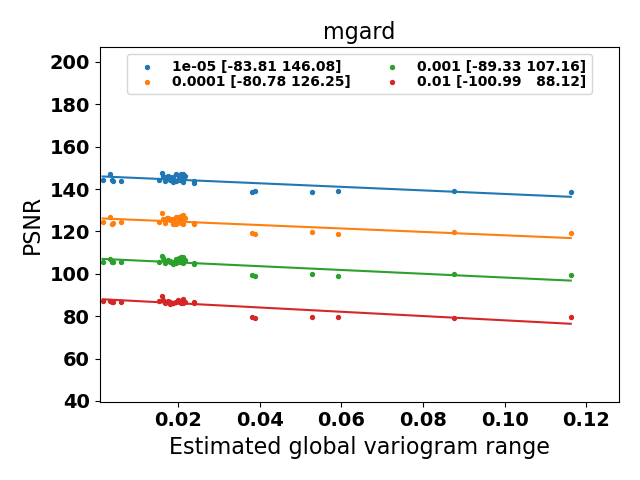 mgard
1e-05 [-83.81 146.08]
0.0001 [-80.78 126.25]
0.001 [-89.33 107.16]
0.01 [-100.99   88.12]
PSNR
200
180
160
140
120
100
80
60
40
0.02 0.04 0.06 0.08 0.10 0.12
Estimated global variogram range